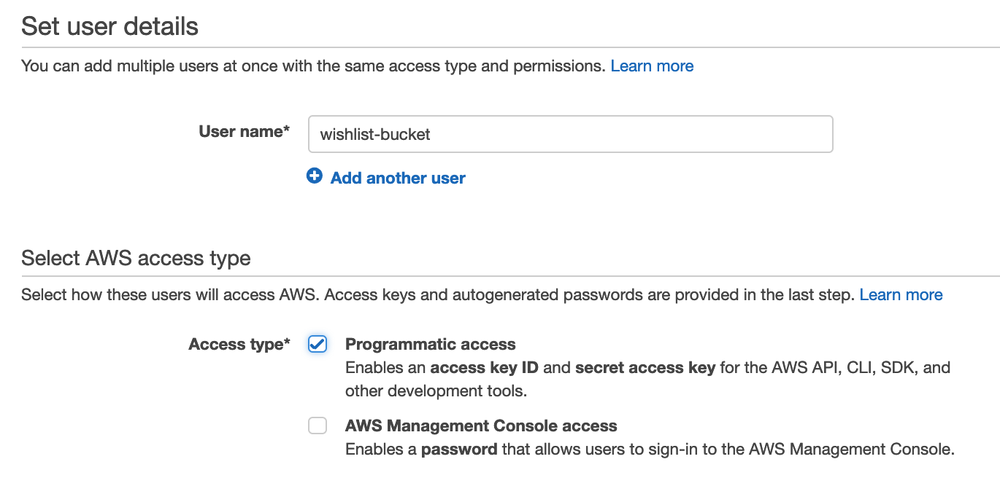 Set user details
You can add multiple users at once with the same access type and permissions. Learn more
User name* wishlist-bucket
Add another user
Select AWS access type
Select how these users will access AWS. Access keys and autogenerated passwords are provided in the last step. Learn more
Access type* Programmatic access
Enables an access key ID and secret access key for the AWS API, CLI, SDK, and
other development tools.
AWS Management Console access
Enables a password that allows users to sign-in to the AWS Management Console.